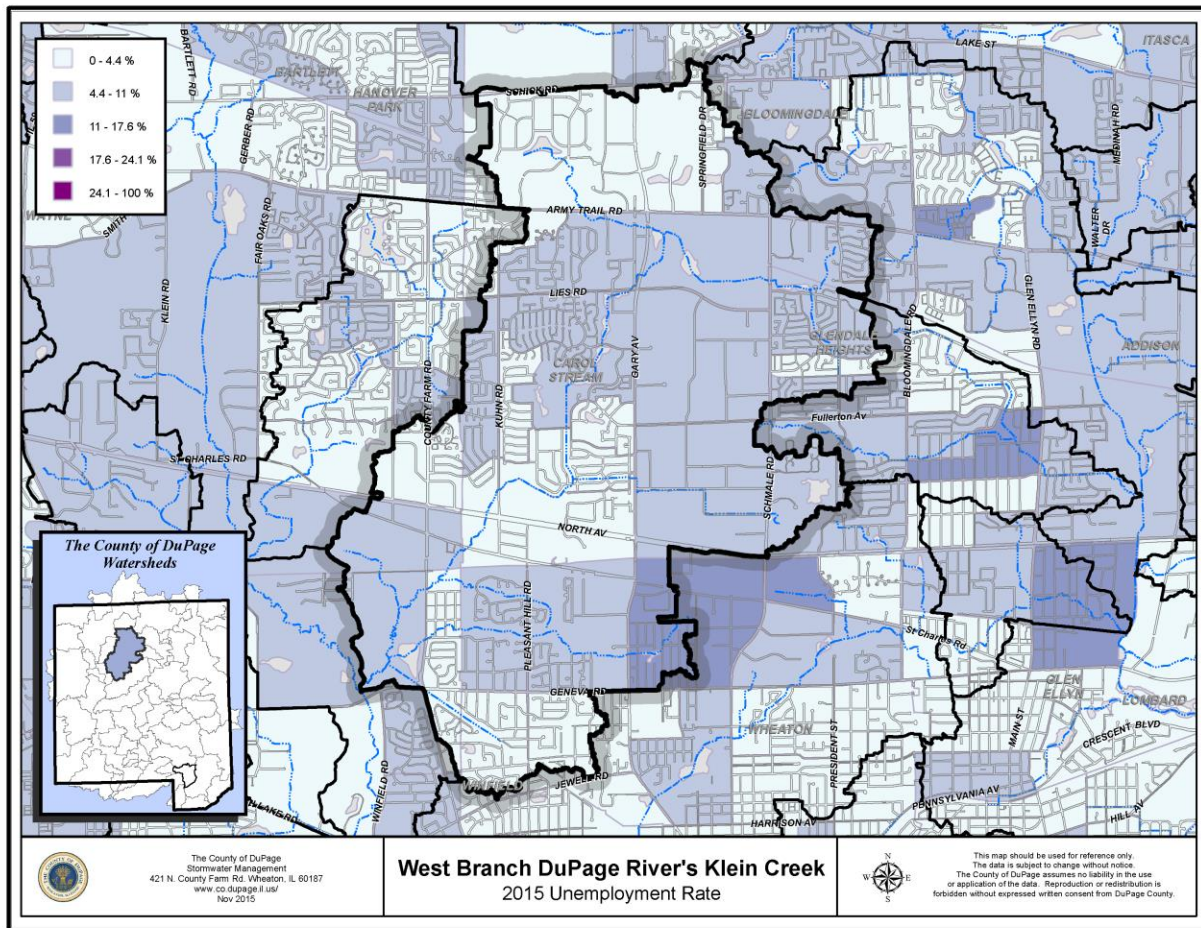 0 - 4.4 %
4.4 - 11 %
11 - 17.6 %
17.6 - 24.1 %
24.1 - 100 %
BARTLETT RD
BARTLETT
HANOVER
PARK
SCHICK RD
LAKE ST
ITASCA
GERBER RD
BLOOMINGDALE
SPRINGFIELD DR
MEDINAH RD
WAYNE
SMITH
FAIR OAKS RD
ARMY TRAIL RD
WALTER
DR
KLEIN RD
LIES RD
GLEN ELLYN RD
GLENDALE
HEIGHTS
BLOOMINGDALE RD
ADDISON
CAROL
STREAM
GARY AV
COUNTY FARM RD
KUHN RD
Fullerton Av
ST CHARLES RD
SCHMALE RD
NORTH AV
PLEASANT HILL RD
St Charles Rd
GENEVA RD
GLEN
ELLYN
LOMBARD
WHEATON
MAIN ST
CRESCENT BLVD
PRESIDENT ST
WINFIELD
JEWELL RD
WINFIELD RD
PENNSYLVANIA AV
HILL AV
HARRISON AV
The County of DuPage
Watersheds
The County of DuPage
Stormwater Management
421 N. County Farm Rd. Wheaton, IL 60187
www.co.dupage.il.us/
Nov 2015
West Branch DuPage River's Klein Creek
2015 Unemployment Rate
N
W E
S
This map should be used for reference only.
The data is subject to change without notice.
The County of DuPage assumes no liability in the use
or application of the data. Reproduction or redistribution is
forbidden without expressed written consent from DuPage County.